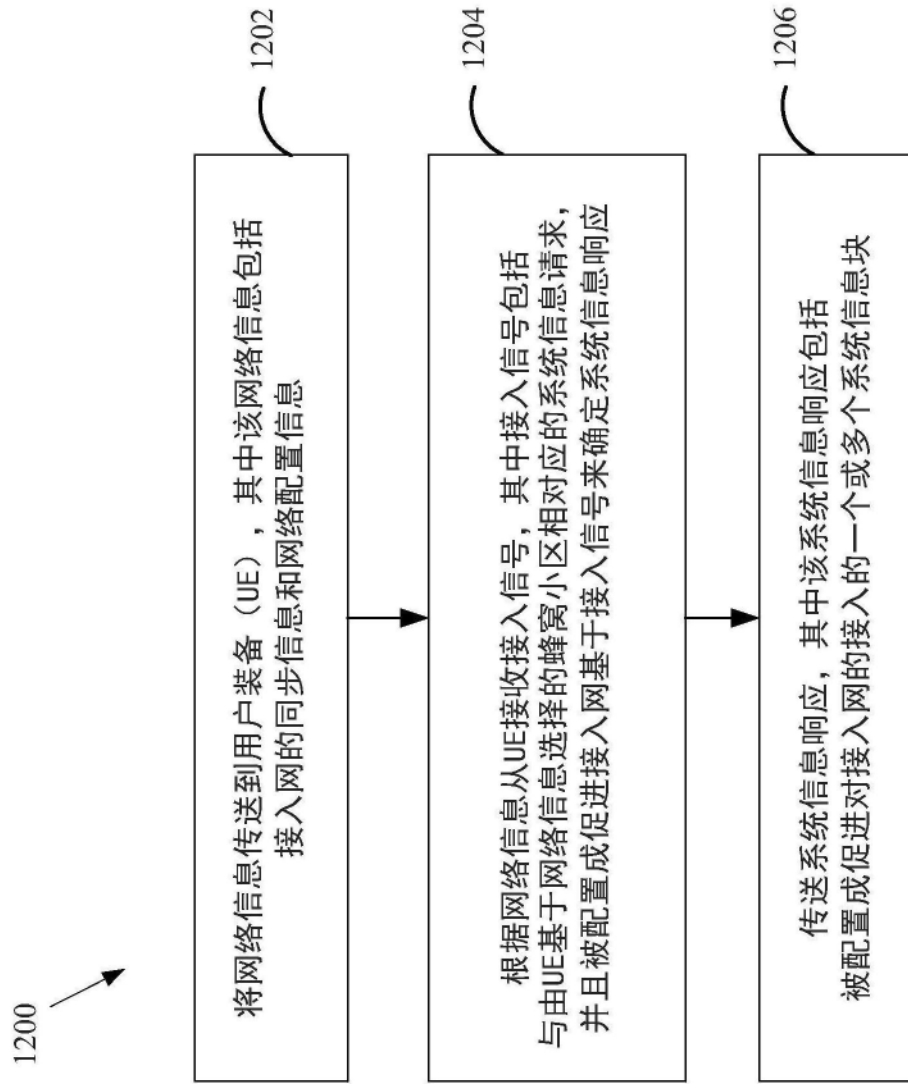 1200
将网络信息传送到用户装备（UE），其中该网络信息包括
接入网的同步信息和网络配置信息
1202
根据网络信息从UE接收接入信号，其中接入信号包括
与由UE基于网络信息选择的蜂窝小区相对应的系统信息请求，
并且被配置成促进接入网基于接入信号来确定系统信息响应
1204
传送系统信息响应，其中该系统信息响应包括
被配置成促进对接入网的接入的一个或多个系统信息块
1206